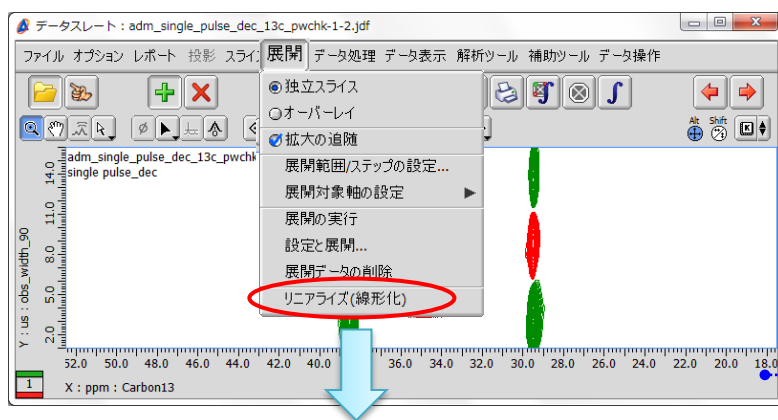 データスレート : adm_single_pulse_dec_13c_pwchk-1-2.jdf
ファイル オプション レポート 投影 スライ 展開 データ処理 データ表示 解析ツール 補助ツール データ操作
独立スライス
オーバーレイ
拡大の追随
展開範囲/ステップの設定...
展開対象軸の設定
展開の実行
設定と展開...
展開データの削除
リニアライズ(線形化)
Alt Shift
adm_single_pulse_dec_13c_pwchk
single pulse_dec
Y : us : obs_width_90
14.0
11.0
8.0
5.0
2.0
52.0 50.0 48.0 46.0 44.0 42.0 40.0 36.0 34.0 32.0 30.0 28.0 26.0 24.0 22.0 20.0 18.0
1
X : ppm : Carbon13